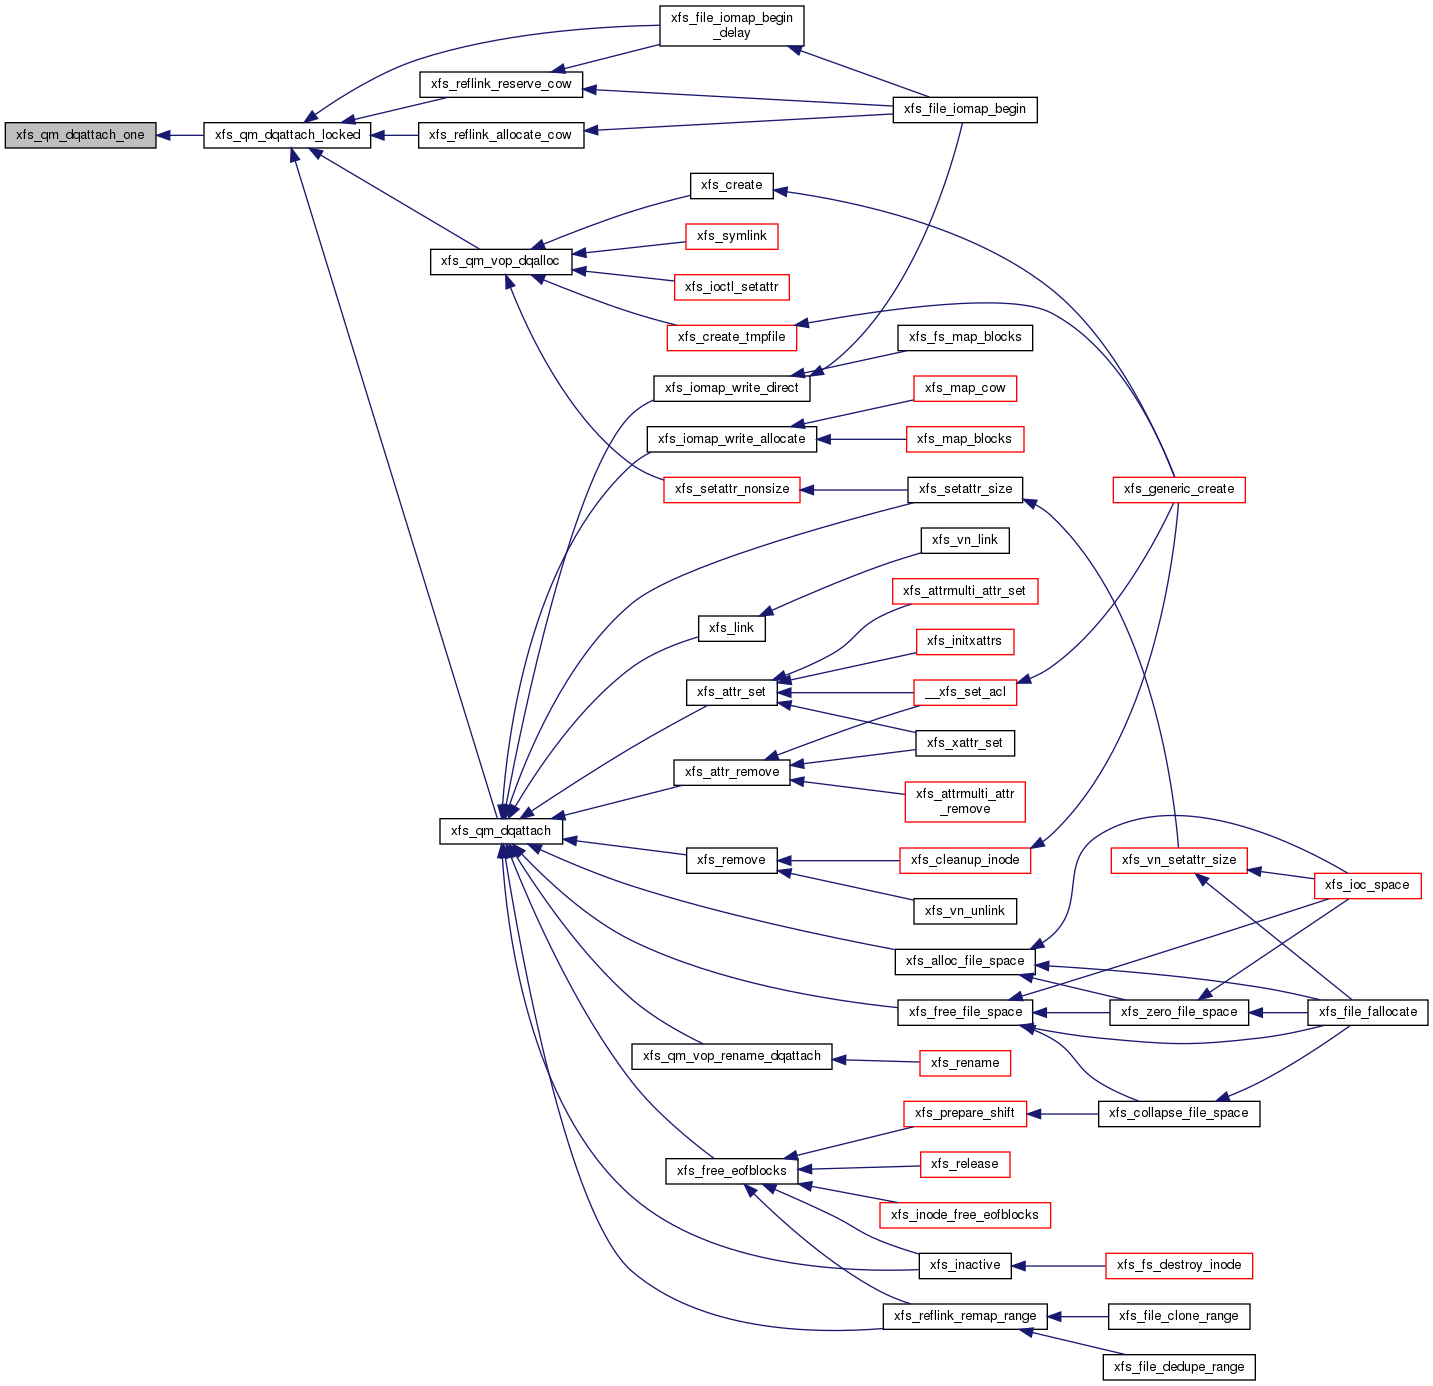 xfs_file_iomap_begin
_delay
xfs_reflink_reserve_cow
xfs_file_iomap_begin
xfs_qm_dqattach_one
xfs_qm_dqattach_locked
xfs_reflink_allocate_cow
xfs_create
xfs_symlink
xfs_qm_vop_dqalloc
xfs_ioctl_setattr
xfs_create_tmpfile
xfs_fs_map_blocks
xfs_iomap_write_direct
xfs_map_cow
xfs_iomap_write_allocate
xfs_map_blocks
xfs_setattr_nonsize
xfs_setattr_size
xfs_generic_create
xfs_vn_link
xfs_attrmulti_attr_set
xfs_link
xfs_initxattrs
xfs_attr_set
__xfs_set_acl
xfs_xattr_set
xfs_attr_remove
xfs_attrmulti_attr
_remove
xfs_qm_dqattach
xfs_remove
xfs_cleanup_inode
xfs_vn_setattr_size
xfs_ioc_space
xfs_vn_unlink
xfs_alloc_file_space
xfs_free_file_space
xfs_zero_file_space
xfs_file_fallocate
xfs_qm_vop_rename_dqattach
xfs_rename
xfs_prepare_shift
xfs_collapse_file_space
xfs_free_eofblocks
xfs_release
xfs_inode_free_eofblocks
xfs_inactive
xfs_fs_destroy_inode
xfs_reflink_remap_range
xfs_file_clone_range
xfs_file_dedupe_range